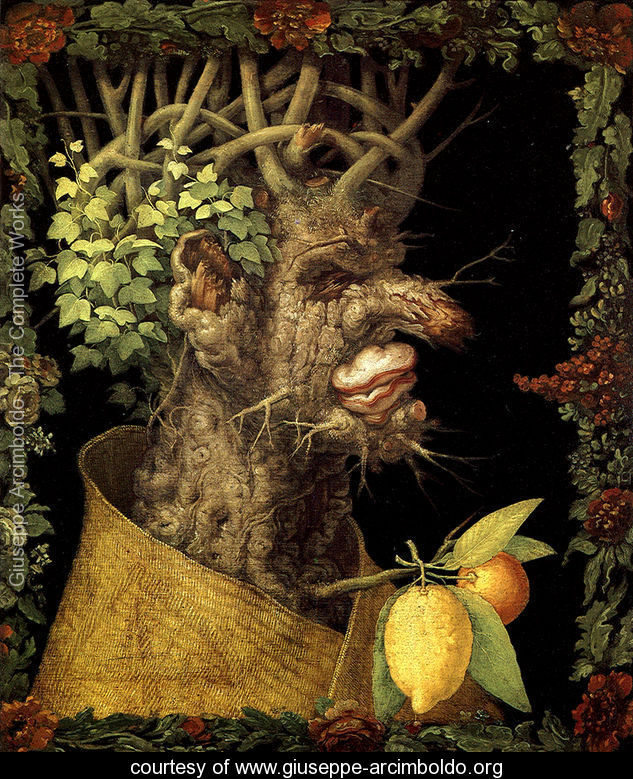 Giuseppe Arcimboldo - The Complete Works
courtesy of www.giuseppe-arcimboldo.org